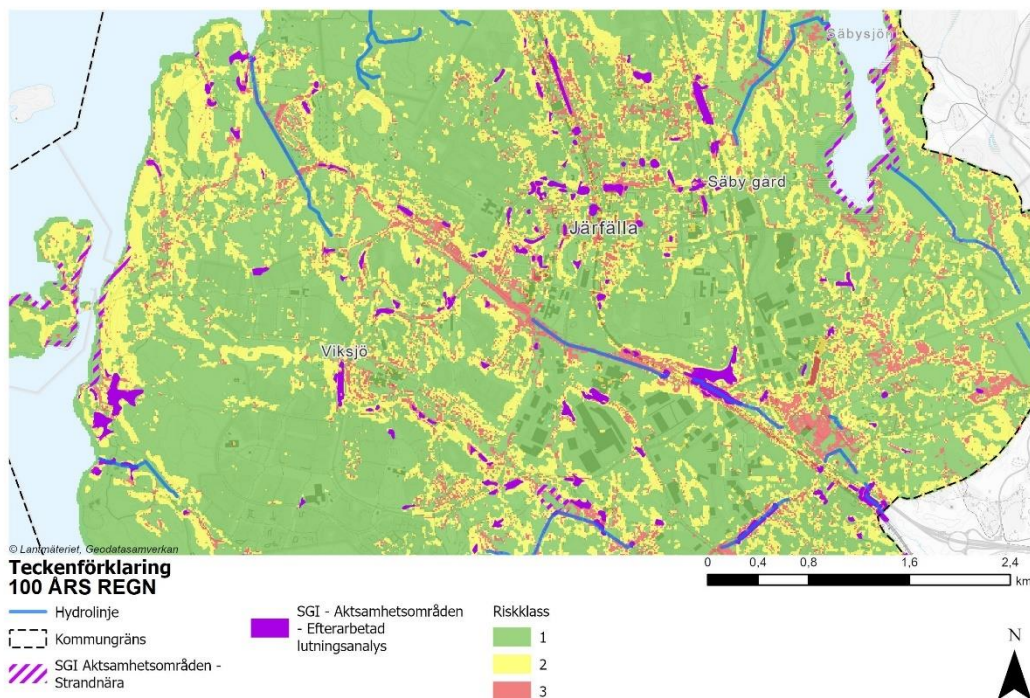 Säbysjön
Säby gård
Järfälla
Viksjö
© Lantmäteriet, Geodatasamverkan
Teckenförklaring
100 ÅRS REGN
Hydrolinje
Kommungräns
SGI Aktsamhetsområden -
Strandnära
SGI - Aktsamhetsområden
- Efterarbetad
lutningsanalys
Riskklass
1
2
3
0 0,4 0,8 1,6 2,4
km
N